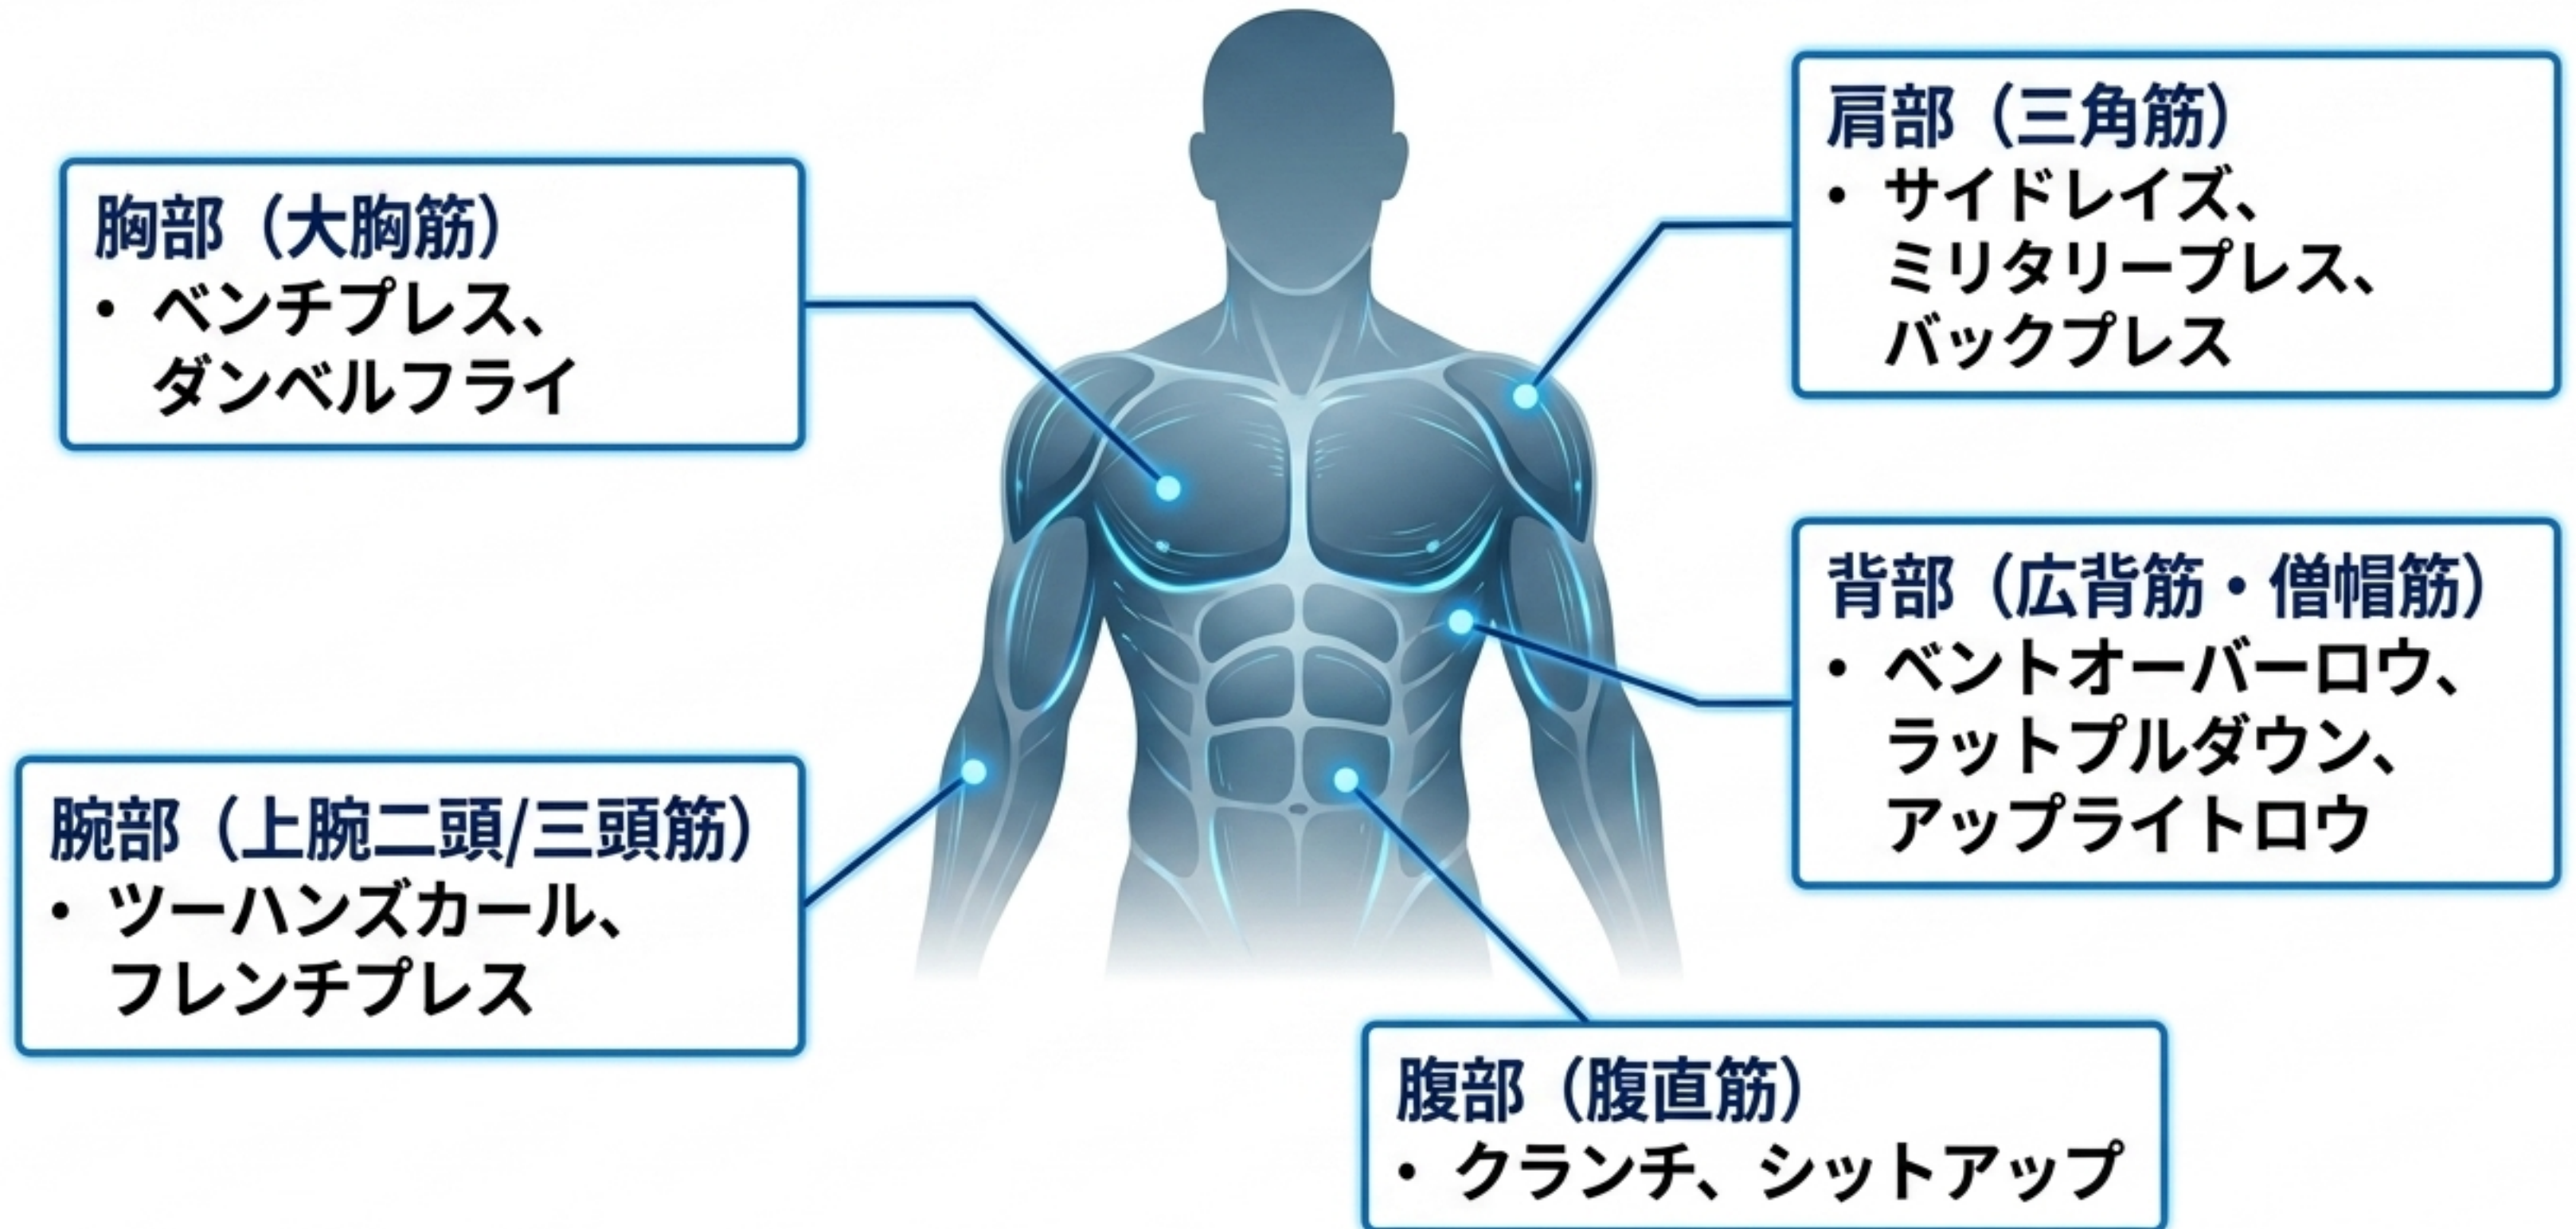 胸部（大胸筋）
• ベンチプレス、
ダンベルフライ
腕部（上腕二頭/三頭筋）
• ツーハンズカール、
フレンチプレス
肩部（三角筋）
• サイドレイズ、
ミリタリープレス、
バックプレス
背部（広背筋・僧帽筋）
• ベントオーバーロウ、
ラットプルダウン、
アップライトロウ
腹部（腹直筋）
• クランチ、シットアップ